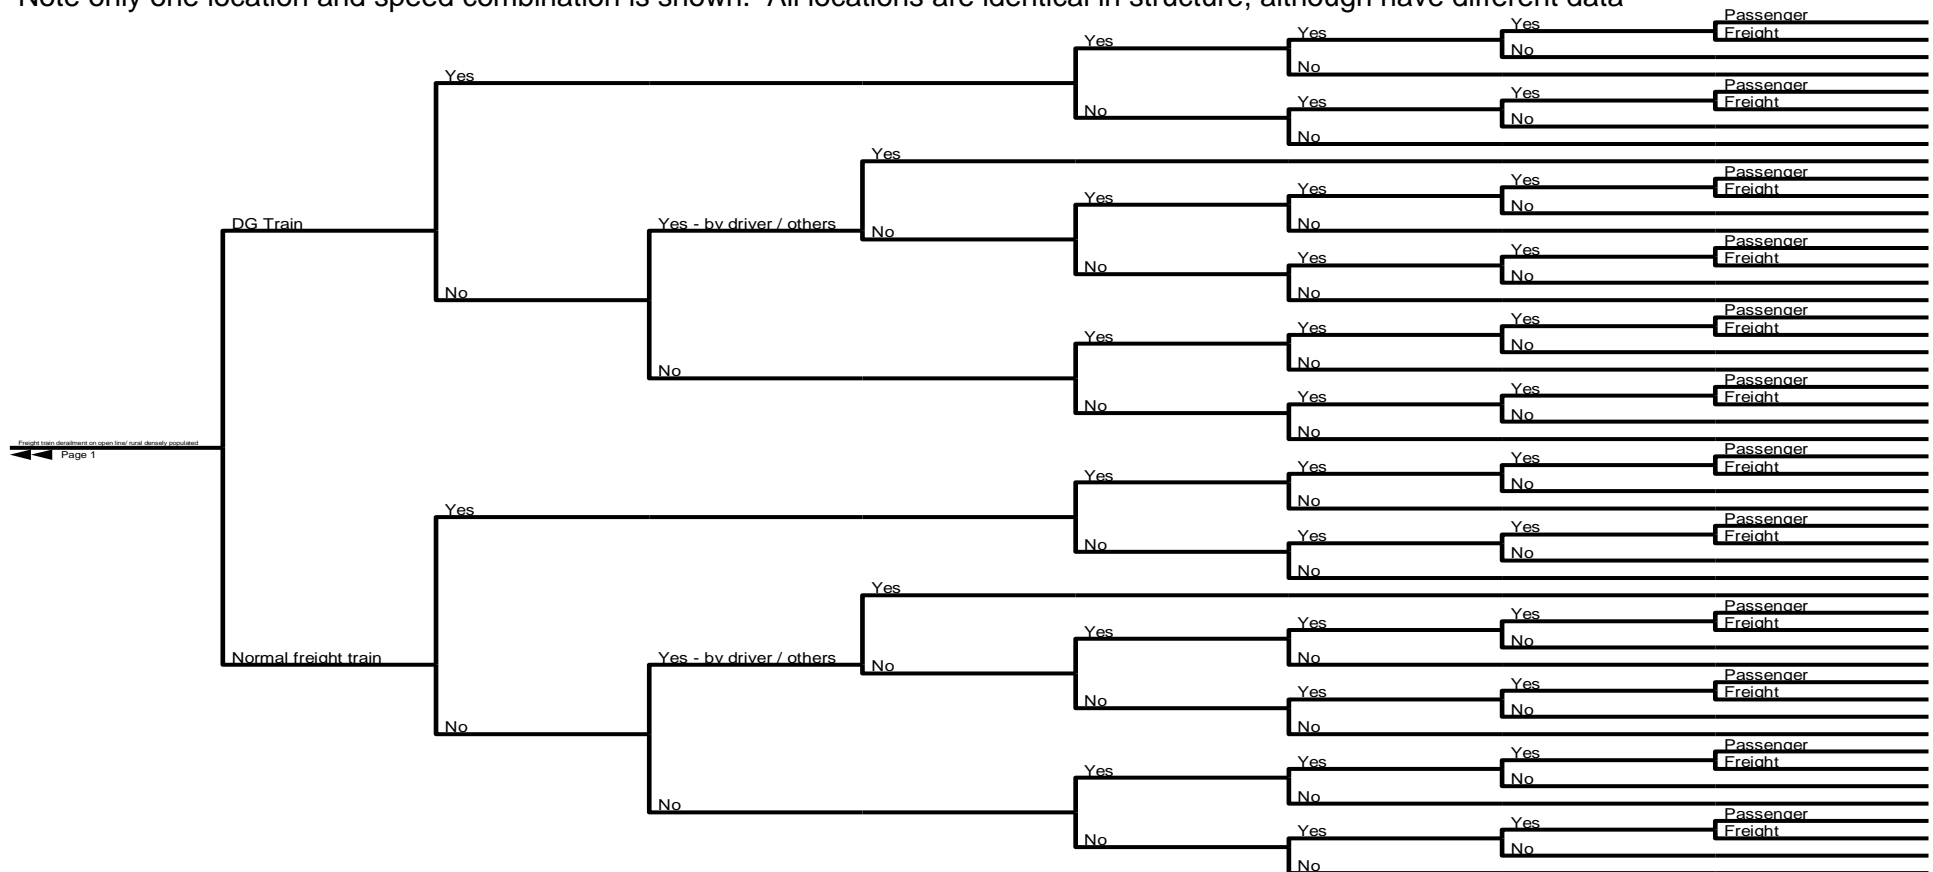 Note only one location and speed combination is shown. All locations are identical in structure, although have different data
Passenger
Yes
Freight
Yes
Yes
No
No
Yes
Passenger
Yes
Freight
Yes
No
No
No
Yes
Passenger
Yes
Freight
Yes
Yes
No
DG Train
Yes - by driver / others
No
No
Passenger
Yes
Freight
Yes
No
No
No
No
Passenger
Yes
Freight
Yes
Yes
No
No
No
Passenger
Yes
Freight
Yes
No
No
No
Freight train derailment on open line/ rural densely populated
Page 1
Passenger
Yes
Freight
Yes
Yes
No
No
Yes
Passenger
Yes
Freight
Yes
No
No
No
Yes
Passenger
Yes
Freight
Yes
Yes
No
Normal freight train
Yes - by driver / others
No
No
Passenger
Yes
Freight
Yes
No
No
No
No
Passenger
Yes
Freight
Yes
Yes
No
No
No
Passenger
Yes
Freight
Yes
No
No
No